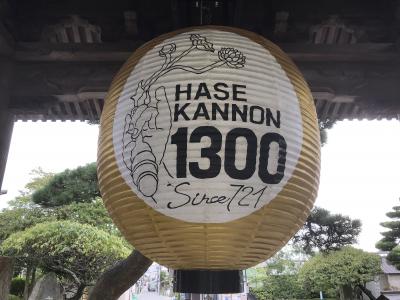 HASE
KANNON
1300
Since 721